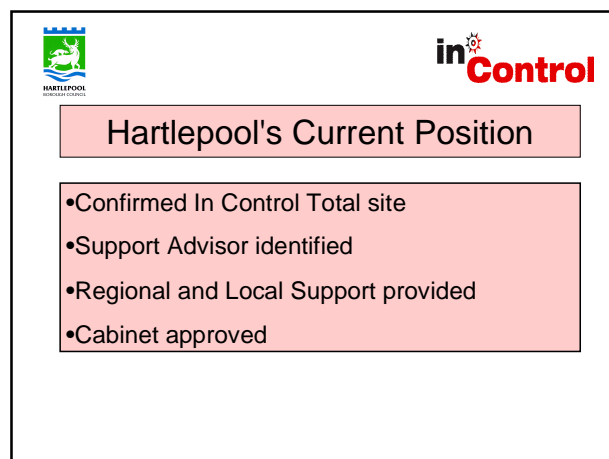 HARTLEPOOL
BOROUGH COUNCIL
in
Control
Hartlepool's Current Position
•Confirmed In Control Total site
•Support Advisor identified
•Regional and Local Support provided
•Cabinet approved